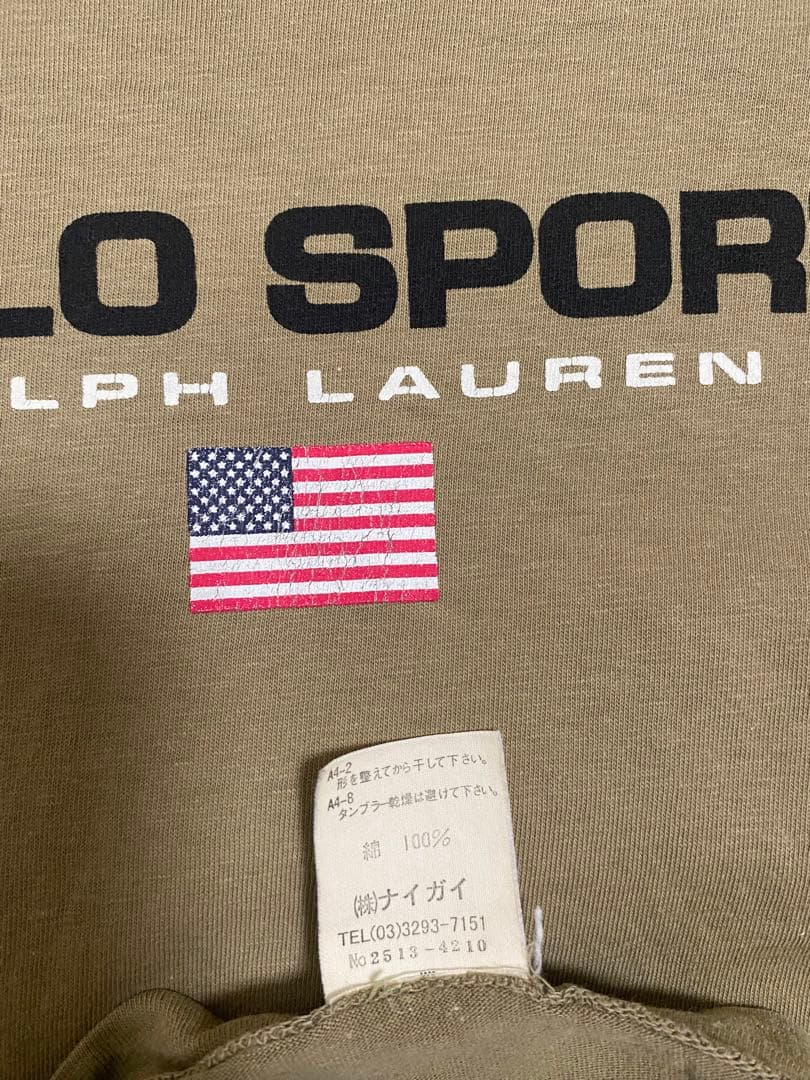 LO SPOR
LPH LAUREN
A4-2
形を整えてから干して下さい。
A4-8
タンブラー乾燥は避けて下さい。
綿 100%
(株)ナイガイ
TEL(03)3293-7151
No2513-4210